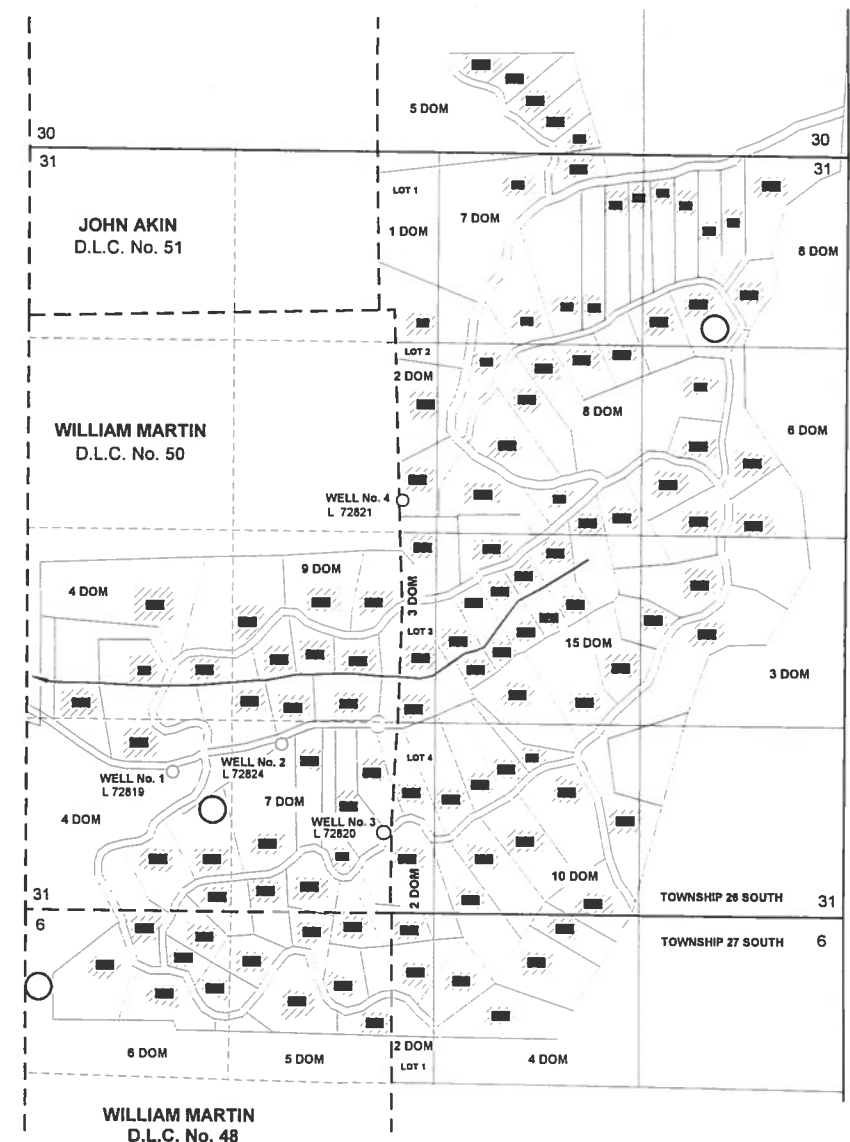 5 DOM
30
30
31
31
LOT 1
JOHN AKIN
D.L.C. No. 51
7 DOM
1 DOM
8 DOM
LOT 2
2 DOM
8 DOM
6 DOM
WILLIAM MARTIN
D.L.C. No. 50
WELL No. 4
L 72821
9 DOM
4 DOM
3 DOM
LOT 3
15 DOM
3 DOM
LOT 4
WELL No. 2
L 72824
WELL No. 1
L 72819
7 DOM
4 DOM
WELL No. 3
L 72820
2 DOM
10 DOM
31
TOWNSHIP 26 SOUTH
31
6
TOWNSHIP 27 SOUTH
6
2 DOM
6 DOM
5 DOM
4 DOM
LOT 1
WILLIAM MARTIN
D.L.C. No. 48